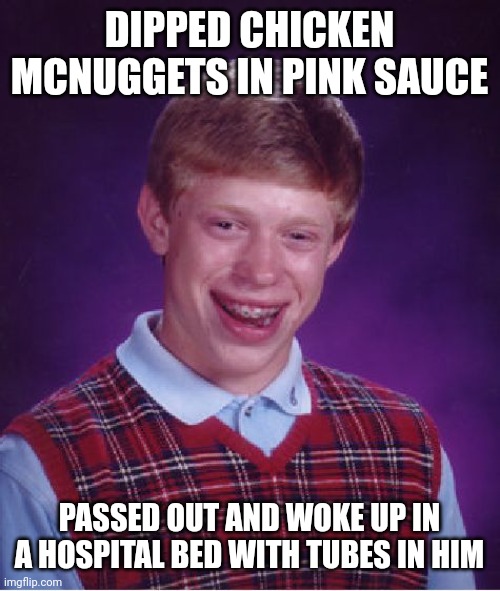 DIPPED CHICKEN
MCNUGGETS IN PINK SAUCE
PASSED OUT AND WOKE UP IN
A HOSPITAL BED WITH TUBES IN HIM
imgflip.com